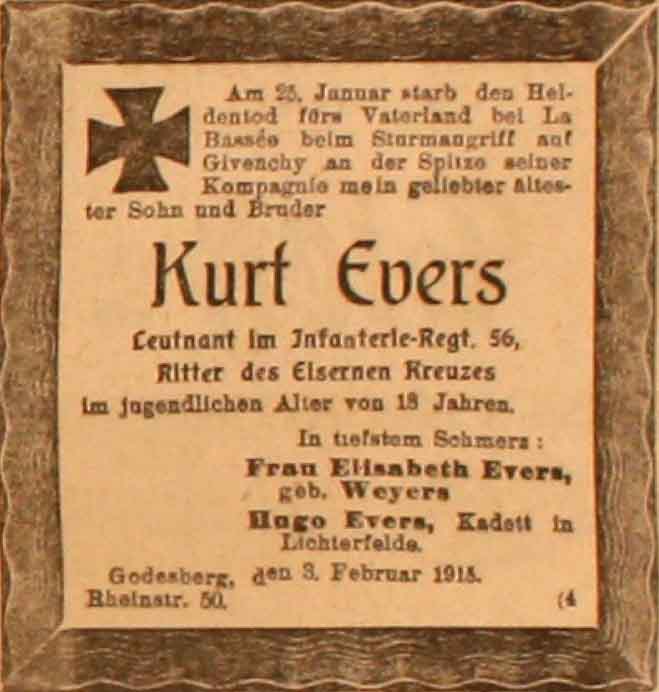 Am 25. Januar starb den Hel-
dentod fürs Vaterland bei La
Bassée beim Sturmangriff auf
Givenchy an der Spitze seiner
Kompagnie mein geliebter ältes-
ter Sohn und Bruder
Kurt Evers
Leutnant im Infanterie-Regt. 56,
Ritter des Eisernen Kreuzes
im jugendlichen Alter von 18 Jahren.
In tiefstem Schmerz:
Frau Elisabeth Evers,
geb. Weyers
Hugo Evers, Kadett in
Lichterfelde.
Godesberg, den 3. Februar 1915.
Rheinstr. 50. (4